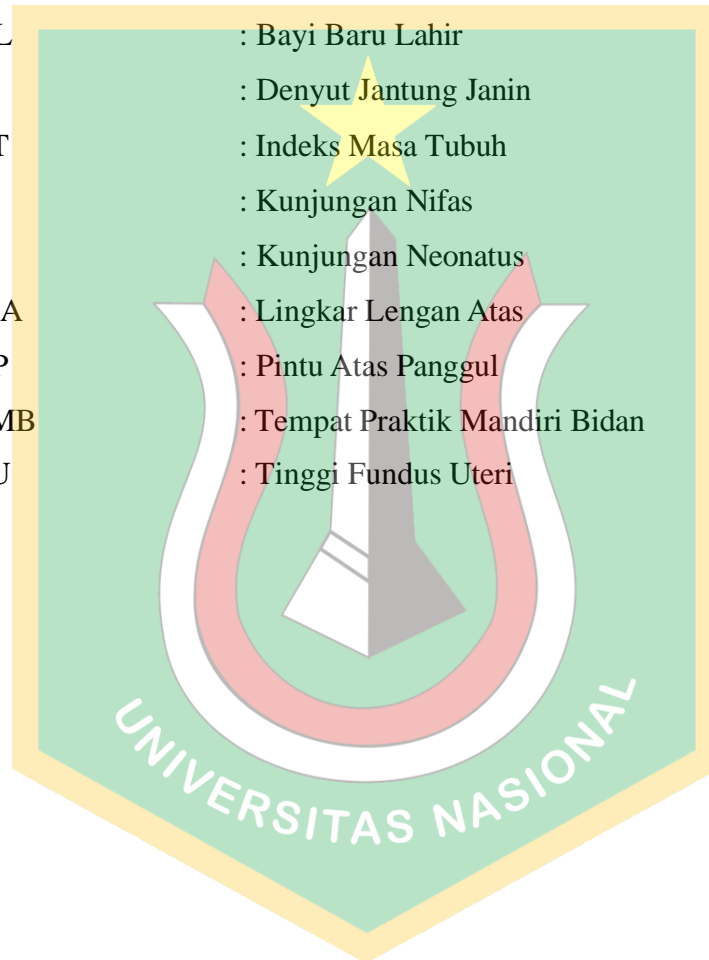 L : Bayi Baru Lahir
: Denyut Jantung Janin
T : Indeks Masa Tubuh
: Kunjungan Nifas
: Kunjungan Neonatus
A : Lingkar Lengan Atas
P : Pintu Atas Panggul
MB : Tempat Praktik Mandiri Bidan
U : Tinggi Fundus Uteri
UNIVERSITAS NASIONAL